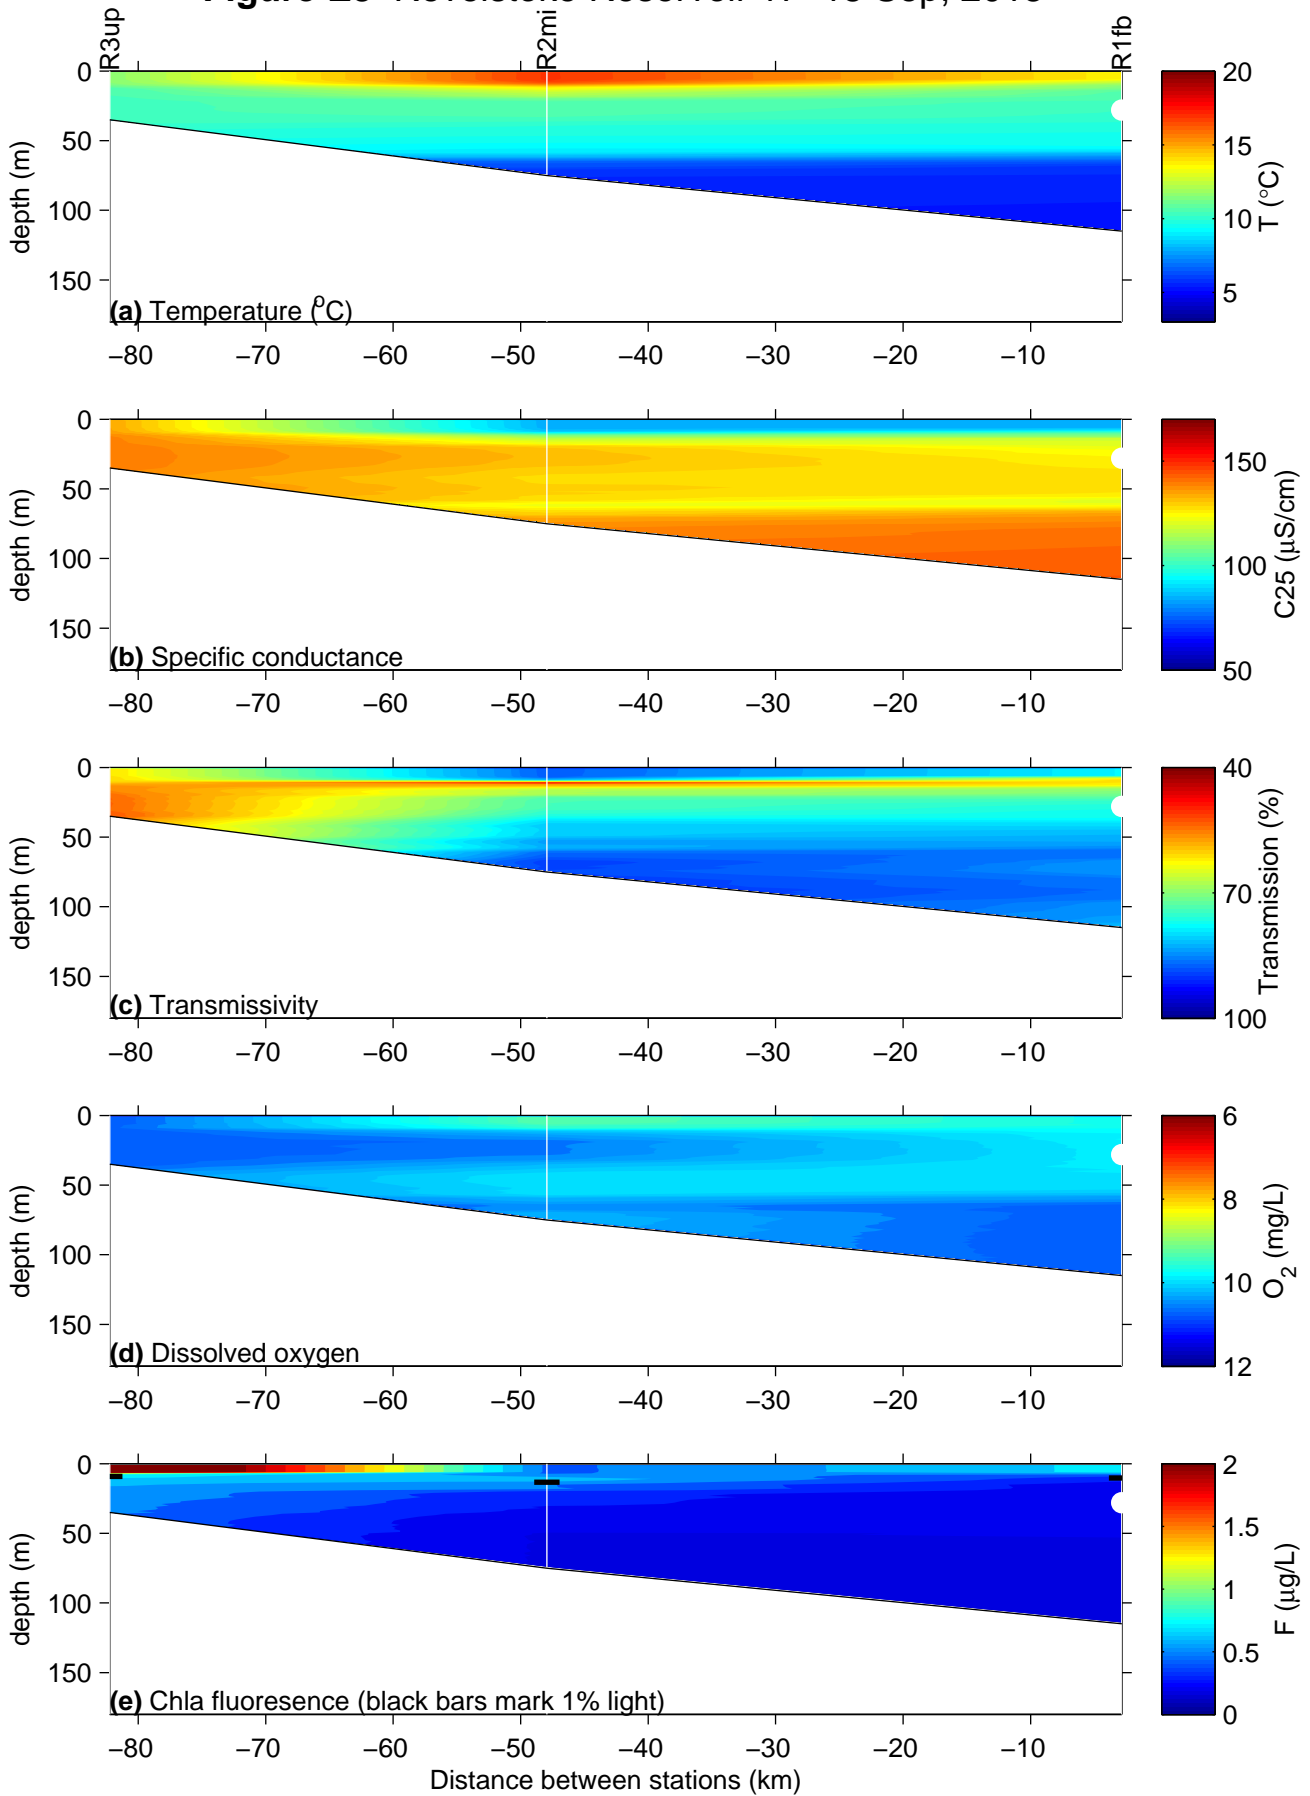 R3up R2mi R1fb
0
50
100
150
depth (m)
(a) Temperature (°C)
–80 –70 –60 –50 –40 –30 –20 –10
20
15
10
5
T (°C)
0
50
100
150
depth (m)
(b) Specific conductance
–80 –70 –60 –50 –40 –30 –20 –10
150
100
50
C25 (µS/cm)
0
50
100
150
depth (m)
(c) Transmissivity
–80 –70 –60 –50 –40 –30 –20 –10
40
70
100
Transmission (%)
0
50
100
150
depth (m)
(d) Dissolved oxygen
–80 –70 –60 –50 –40 –30 –20 –10
6
8
10
12
O2 (mg/L)
0
50
100
150
depth (m)
(e) Chla fluoresence (black bars mark 1% light)
–80 –70 –60 –50 –40 –30 –20 –10
Distance between stations (km)
2
1.5
1
0.5
0
F (µg/L)